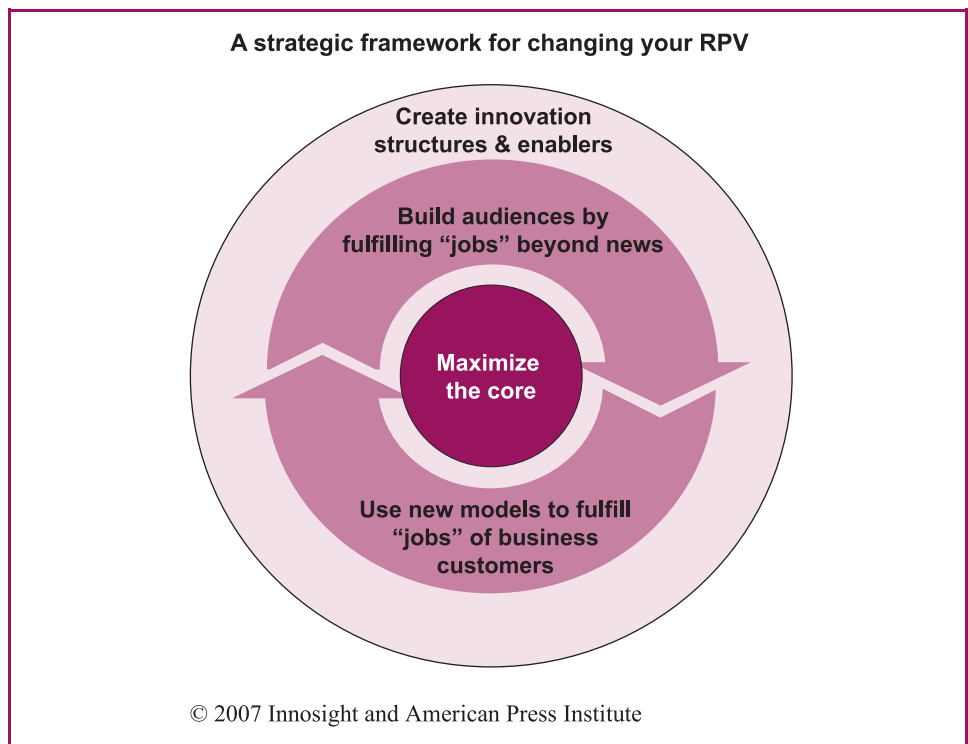 A strategic framework for changing your RPV
Create innovation
structures & enablers
Build audiences by
fulfilling “jobs” beyond news
Maximize
the core
Use new models to fulfill
“jobs” of business
customers
© 2007 Innosight and American Press Institute